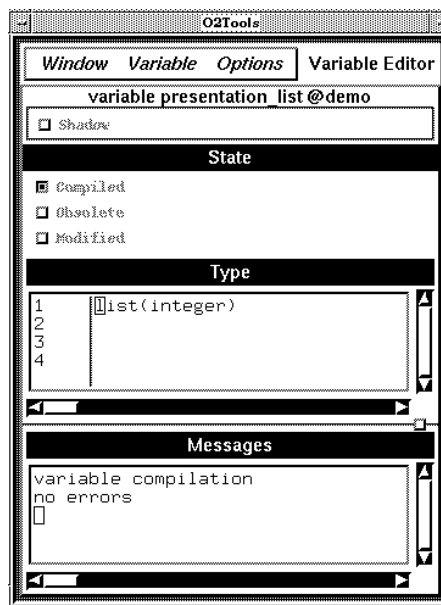 O2Tools
Window Variable Options Variable Editor
variable presentation_list @demo
Shadow
State
Compiled
Obsolete
Modified
Type
1 list(integer)
2
3
4
Messages
variable compilation
no errors